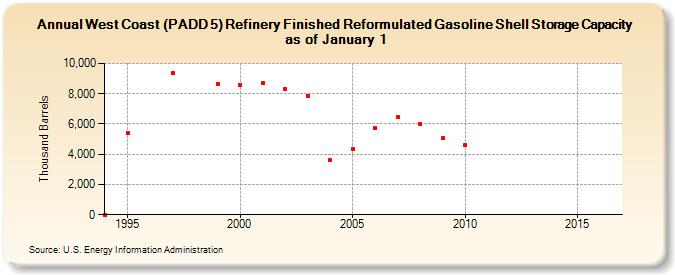 Annual West Coast (PADD 5) Refinery Finished Reformulated Gasoline Shell Storage Capacity
as of January 1
Thousand Barrels
10,000
8,000
6,000
4,000
2,000
0
1995
2000
2005
2010
2015
Source: U.S. Energy Information Administration